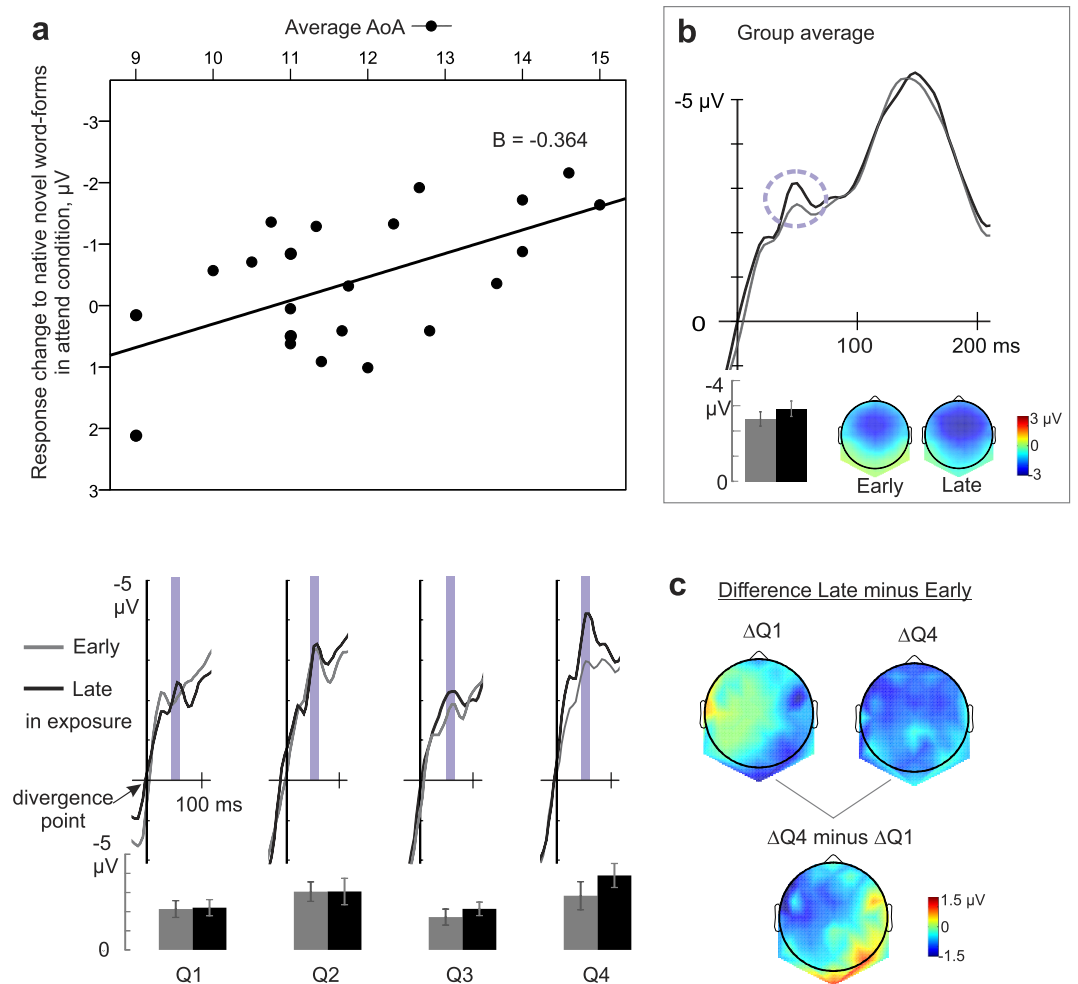 a
Average AoA
9 10 11 12 13 14 15
Response change to native novel word-forms
in attend condition, µV
-3
-2
-1
0
1
2
3
B = -0.364
b
Group average
-5 µV
0
100
200 ms
-4
µV
0
Early
Late
3 µV
0
-3
-5
µV
Early
Late
in exposure
divergence
point
100 ms
-5
µV
0
Q1
Q2
Q3
Q4
c
Difference Late minus Early
ΔQ1
ΔQ4
ΔQ4 minus ΔQ1
1.5 µV
0
-1.5